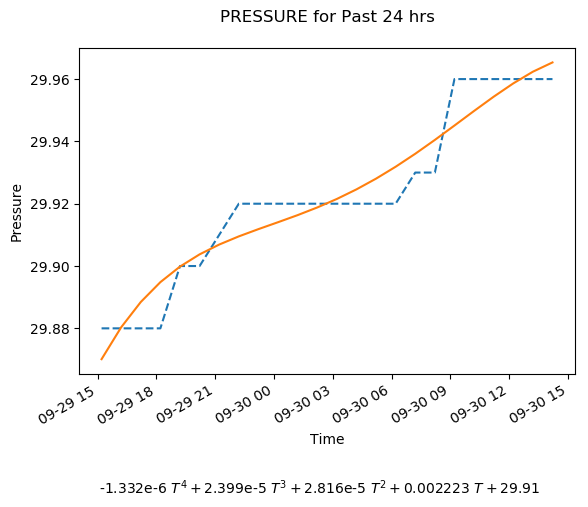 PRESSURE for Past 24 hrs
29.96
29.94
29.92
29.90
29.88
Pressure
09-29 15 09-29 18 09-29 21 09-30 00 09-30 03 09-30 06 09-30 09 09-30 12 09-30 15
Time
-1.332e-6 T⁴ + 2.399e-5 T³ + 2.816e-5 T² + 0.002223 T + 29.91